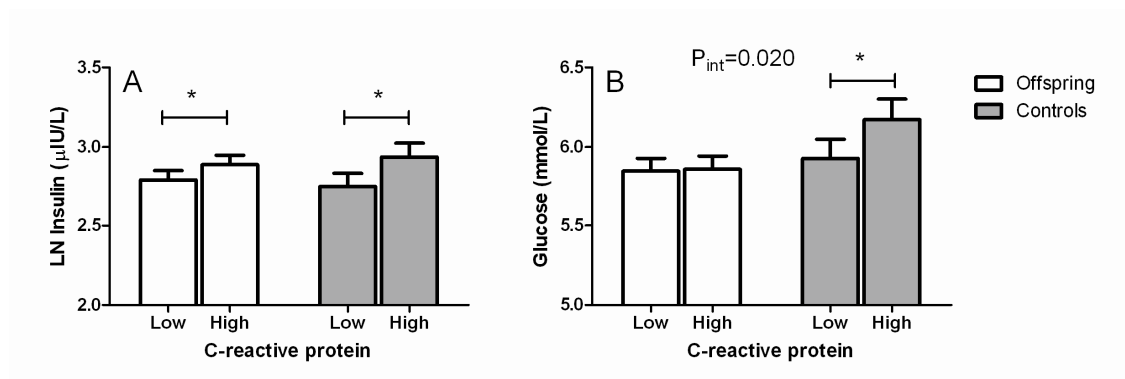 A
LN Insulin (μIU/L)
3.5
3.0
2.5
2.0
*
*
Low
High
Low
High
C-reactive protein
B
P_int=0.020
Glucose (mmol/L)
6.5
6.0
5.5
5.0
*
Low
High
Low
High
C-reactive protein
Offspring
Controls